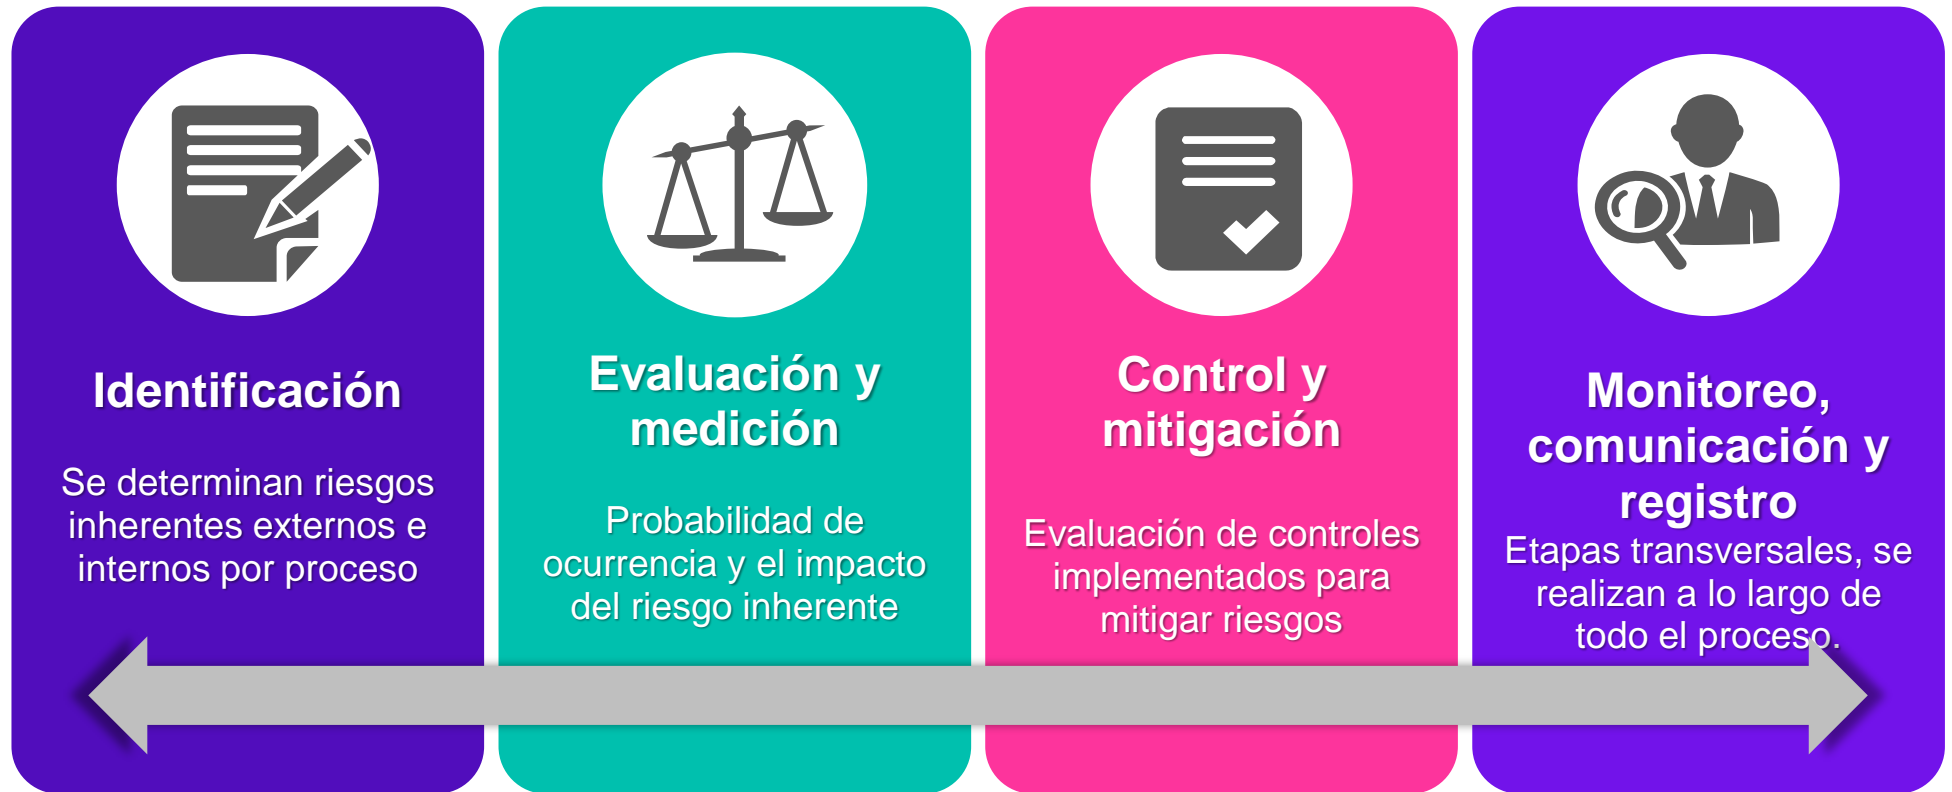 Identificación
Se determinan riesgos
inherentes externos e
internos por proceso
Evaluación y
medición
Probabilidad de
ocurrencia y el impacto
del riesgo inherente
Control y
mitigación
Evaluación de controles
implementados para
mitigar riesgos
Monitoreo,
comunicación y
registro
Etapas transversales, se
realizan a lo largo de
todo el proceso.